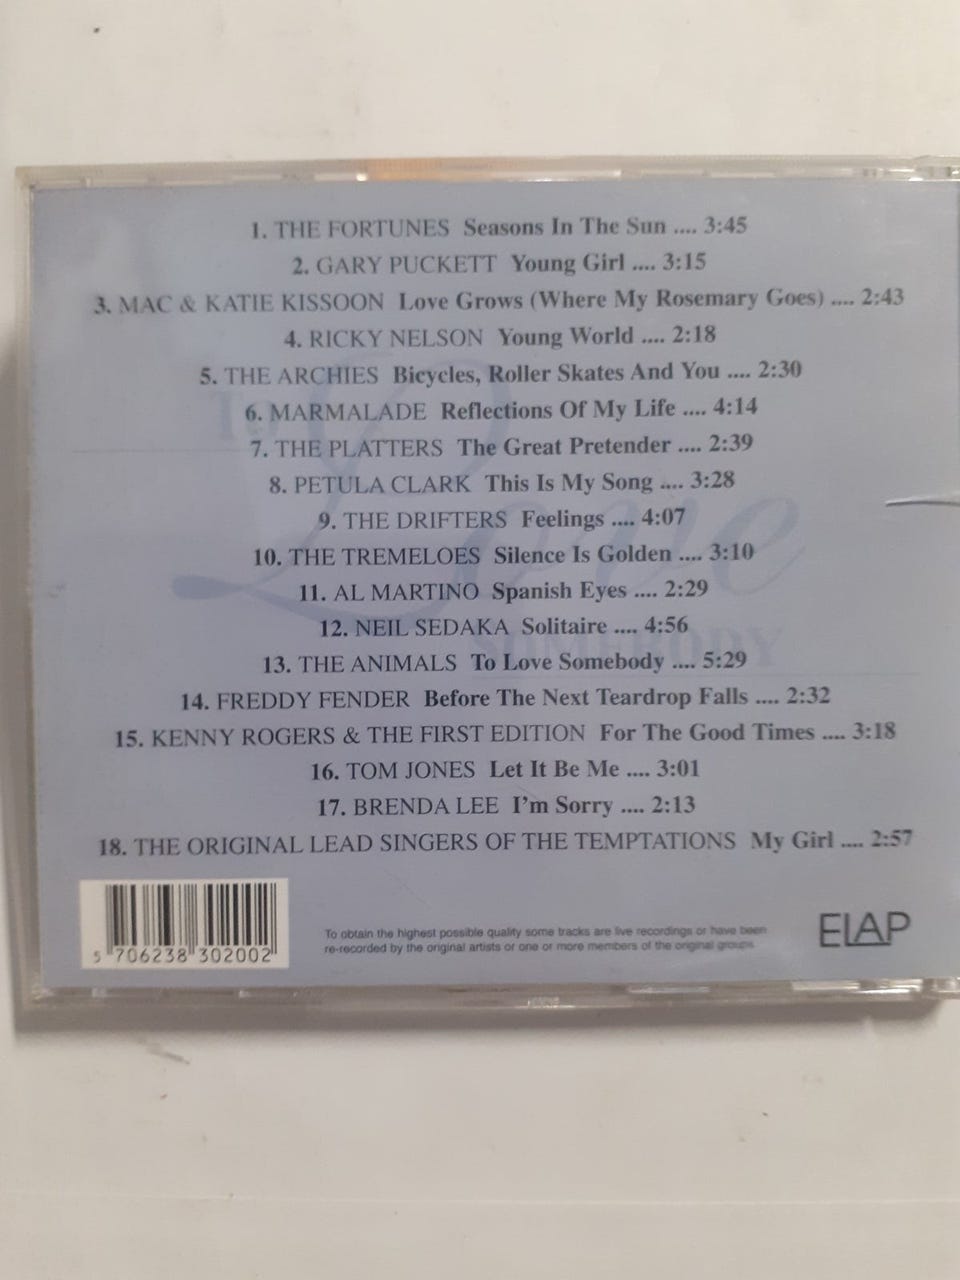 1. THE FORTUNES Seasons In The Sun .... 3:45
2. GARY PUCKETT Young Girl .... 3:15
3. MAC & KATIE KISSOON Love Grows (Where My Rosemary Goes) .... 2:43
4. RICKY NELSON Young World .... 2:18
5. THE ARCHIES Bicycles, Roller Skates And You .... 2:30
6. MARMALADE Reflections Of My Life .... 4:14
7. THE PLATTERS The Great Pretender .... 2:39
8. PETULA CLARK This Is My Song .... 3:28
9. THE DRIFTERS Feelings .... 4:07
10. THE TREMELOES Silence Is Golden .... 3:10
11. AL MARTINO Spanish Eyes .... 2:29
12. NEIL SEDAKA Solitaire .... 4:56
13. THE ANIMALS To Love Somebody .... 5:29
14. FREDDY FENDER Before The Next Teardrop Falls .... 2:32
15. KENNY ROGERS & THE FIRST EDITION For The Good Times .... 3:18
16. TOM JONES Let It Be Me .... 3:01
17. BRENDA LEE I'm Sorry .... 2:13
18. THE ORIGINAL LEAD SINGERS OF THE TEMPTATIONS My Girl .... 2:57
To
Love
SOMEBODY
5 706238 302002
To obtain the highest possible quality some tracks are live recordings or have been
re-recorded by the original artists or one or more members of the original groups.
ELAP